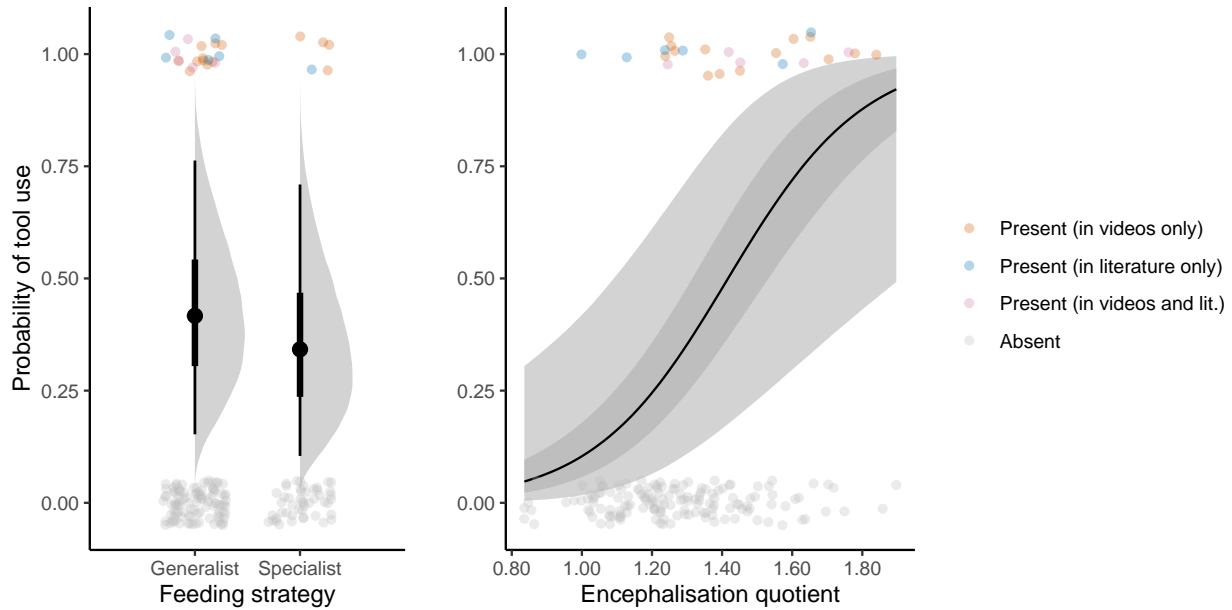 Probability of tool use
1.00
0.75
0.50
0.25
0.00
Generalist Specialist
Feeding strategy
1.00
0.75
0.50
0.25
0.00
0.80 1.00 1.20 1.40 1.60 1.80
Encephalisation quotient
Present (in videos only)
Present (in literature only)
Present (in videos and lit.)
Absent